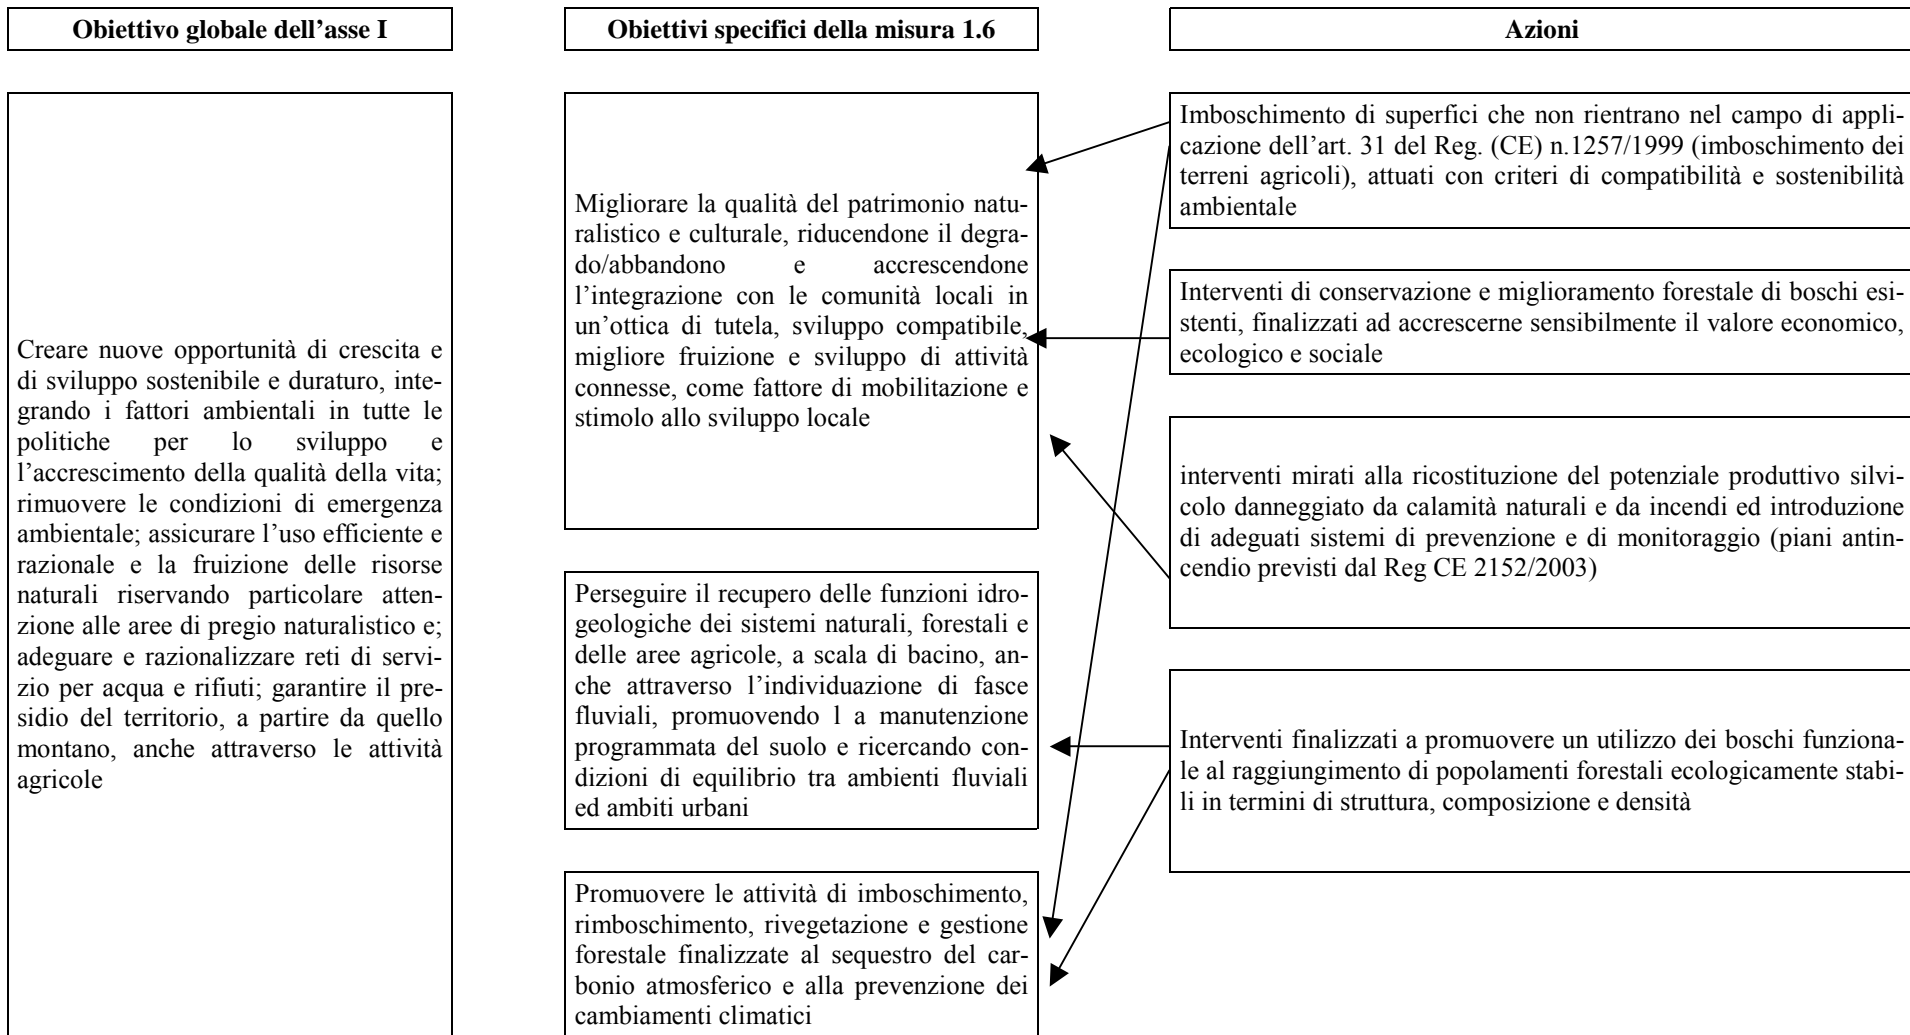 Obiettivo globale dell'asse I
Obiettivi specifici della misura 1.6
Azioni
Creare nuove opportunità di crescita e
di sviluppo sostenibile e duraturo, inte-
grando i fattori ambientali in tutte le
politiche per lo sviluppo e
l'accrescimento della qualità della vita;
rimuovere le condizioni di emergenza
ambientale; assicurare l'uso efficiente e
razionale e la fruizione delle risorse
naturali riservando particolare atten-
zione alle aree di pregio naturalistico e;
adeguare e razionalizzare reti di servi-
zio per acqua e rifiuti; garantire il pre-
sidio del territorio, a partire da quello
montano, anche attraverso le attività
agricole
Migliorare la qualità del patrimonio natu-
ralistico e culturale, riducendone il degra-
do/abbandono e accrescendone
l'integrazione con le comunità locali in
un'ottica di tutela, sviluppo compatibile,
migliore fruizione e sviluppo di attività
connesse, come fattore di mobilitazione e
stimolo allo sviluppo locale
Perseguire il recupero delle funzioni idro-
geologiche dei sistemi naturali, forestali e
delle aree agricole, a scala di bacino, an-
che attraverso l'individuazione di fasce
fluviali, promuovendo l a manutenzione
programmata del suolo e ricercando con-
dizioni di equilibrio tra ambienti fluviali
ed ambiti urbani
Promuovere le attività di imboschimento,
rimboschimento, rivegetazione e gestione
forestale finalizzate al sequestro del car-
bonio atmosferico e alla prevenzione dei
cambiamenti climatici
Imboschimento di superfici che non rientrano nel campo di appli-
cazione dell'art. 31 del Reg. (CE) n.1257/1999 (imboschimento dei
terreni agricoli), attuati con criteri di compatibilità e sostenibilità
ambientale
Interventi di conservazione e miglioramento forestale di boschi esi-
stenti, finalizzati ad accrescerne sensibilmente il valore economico,
ecologico e sociale
interventi mirati alla ricostituzione del potenziale produttivo silvi-
colo danneggiato da calamità naturali e da incendi ed introduzione
di adeguati sistemi di prevenzione e di monitoraggio (piani antin-
cendio previsti dal Reg CE 2152/2003)
Interventi finalizzati a promuovere un utilizzo dei boschi funziona-
le al raggiungimento di popolamenti forestali ecologicamente stabi-
li in termini di struttura, composizione e densità